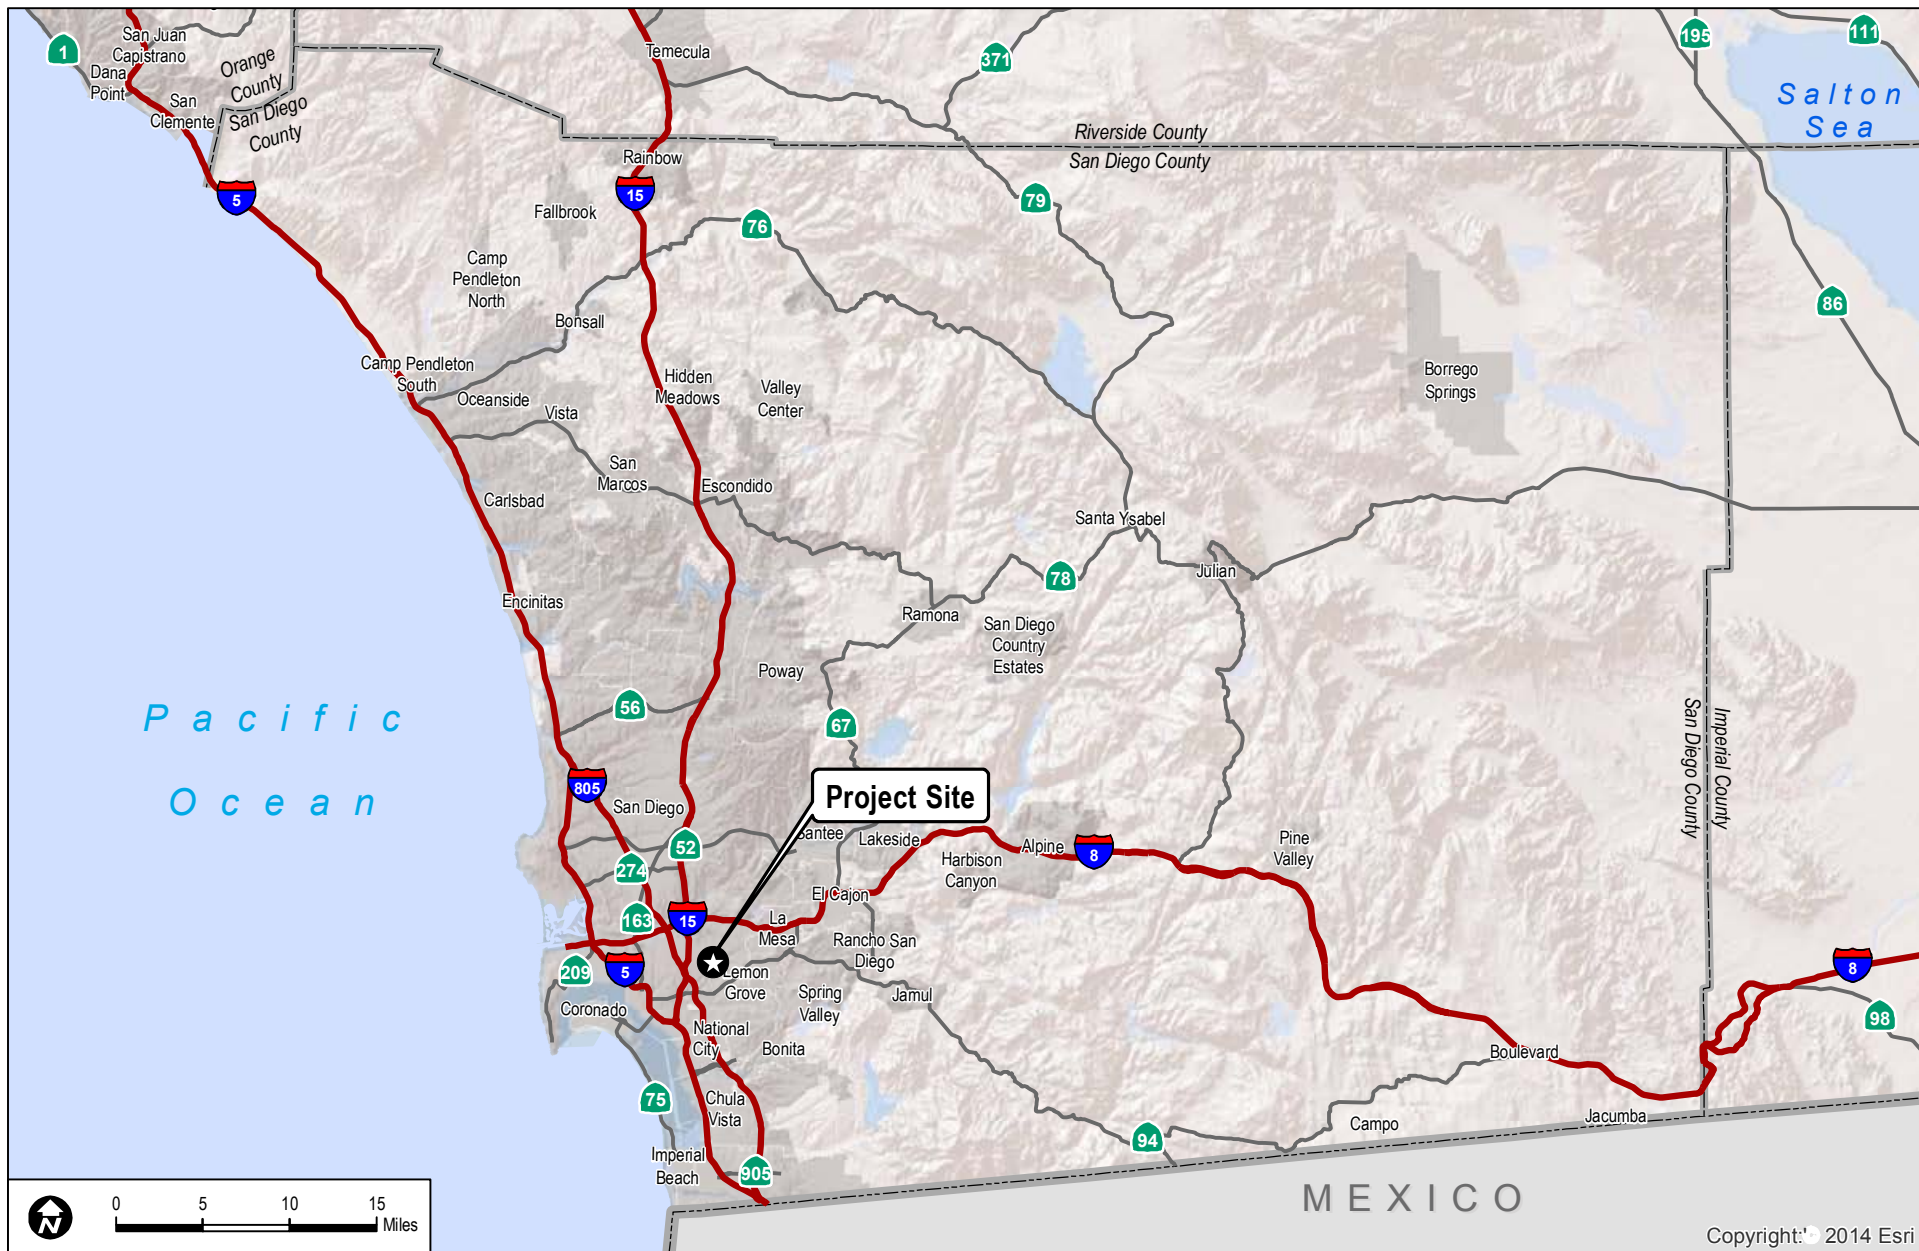 1
San Juan
Capistrano
Dana
Point
San
Clemente
Orange
County
San Diego
County
Temecula
371
195
111
Salton
Sea
Riverside County
San Diego County
Rainbow
5
15
Fallbrook
76
79
Camp
Pendleton
North
86
Bonsall
Camp Pendleton
South
Oceanside
Vista
Hidden
Meadows
Valley
Center
Borrego
Springs
San
Marcos
Escondido
Carlsbad
Santa Ysabel
78
Julian
Encinitas
Ramona
San Diego
Country
Estates
Poway
56
67
Pacific
Ocean
San Diego County
Imperial County
805
San Diego
Project Site
Santee
Lakeside
52
274
Alpine
8
Pine
Valley
Harbison
Canyon
El Cajon
163
15
La
Mesa
Rancho San
Diego
209
5
Lemon
Grove
Spring
Valley
Jamul
8
98
Coronado
National
City
Bonita
Boulevard
75
Chula
Vista
94
Campo
Jacumba
Imperial
Beach
905
MEXICO
N
0 5 10 15
Miles
Copyright:© 2014 Esri